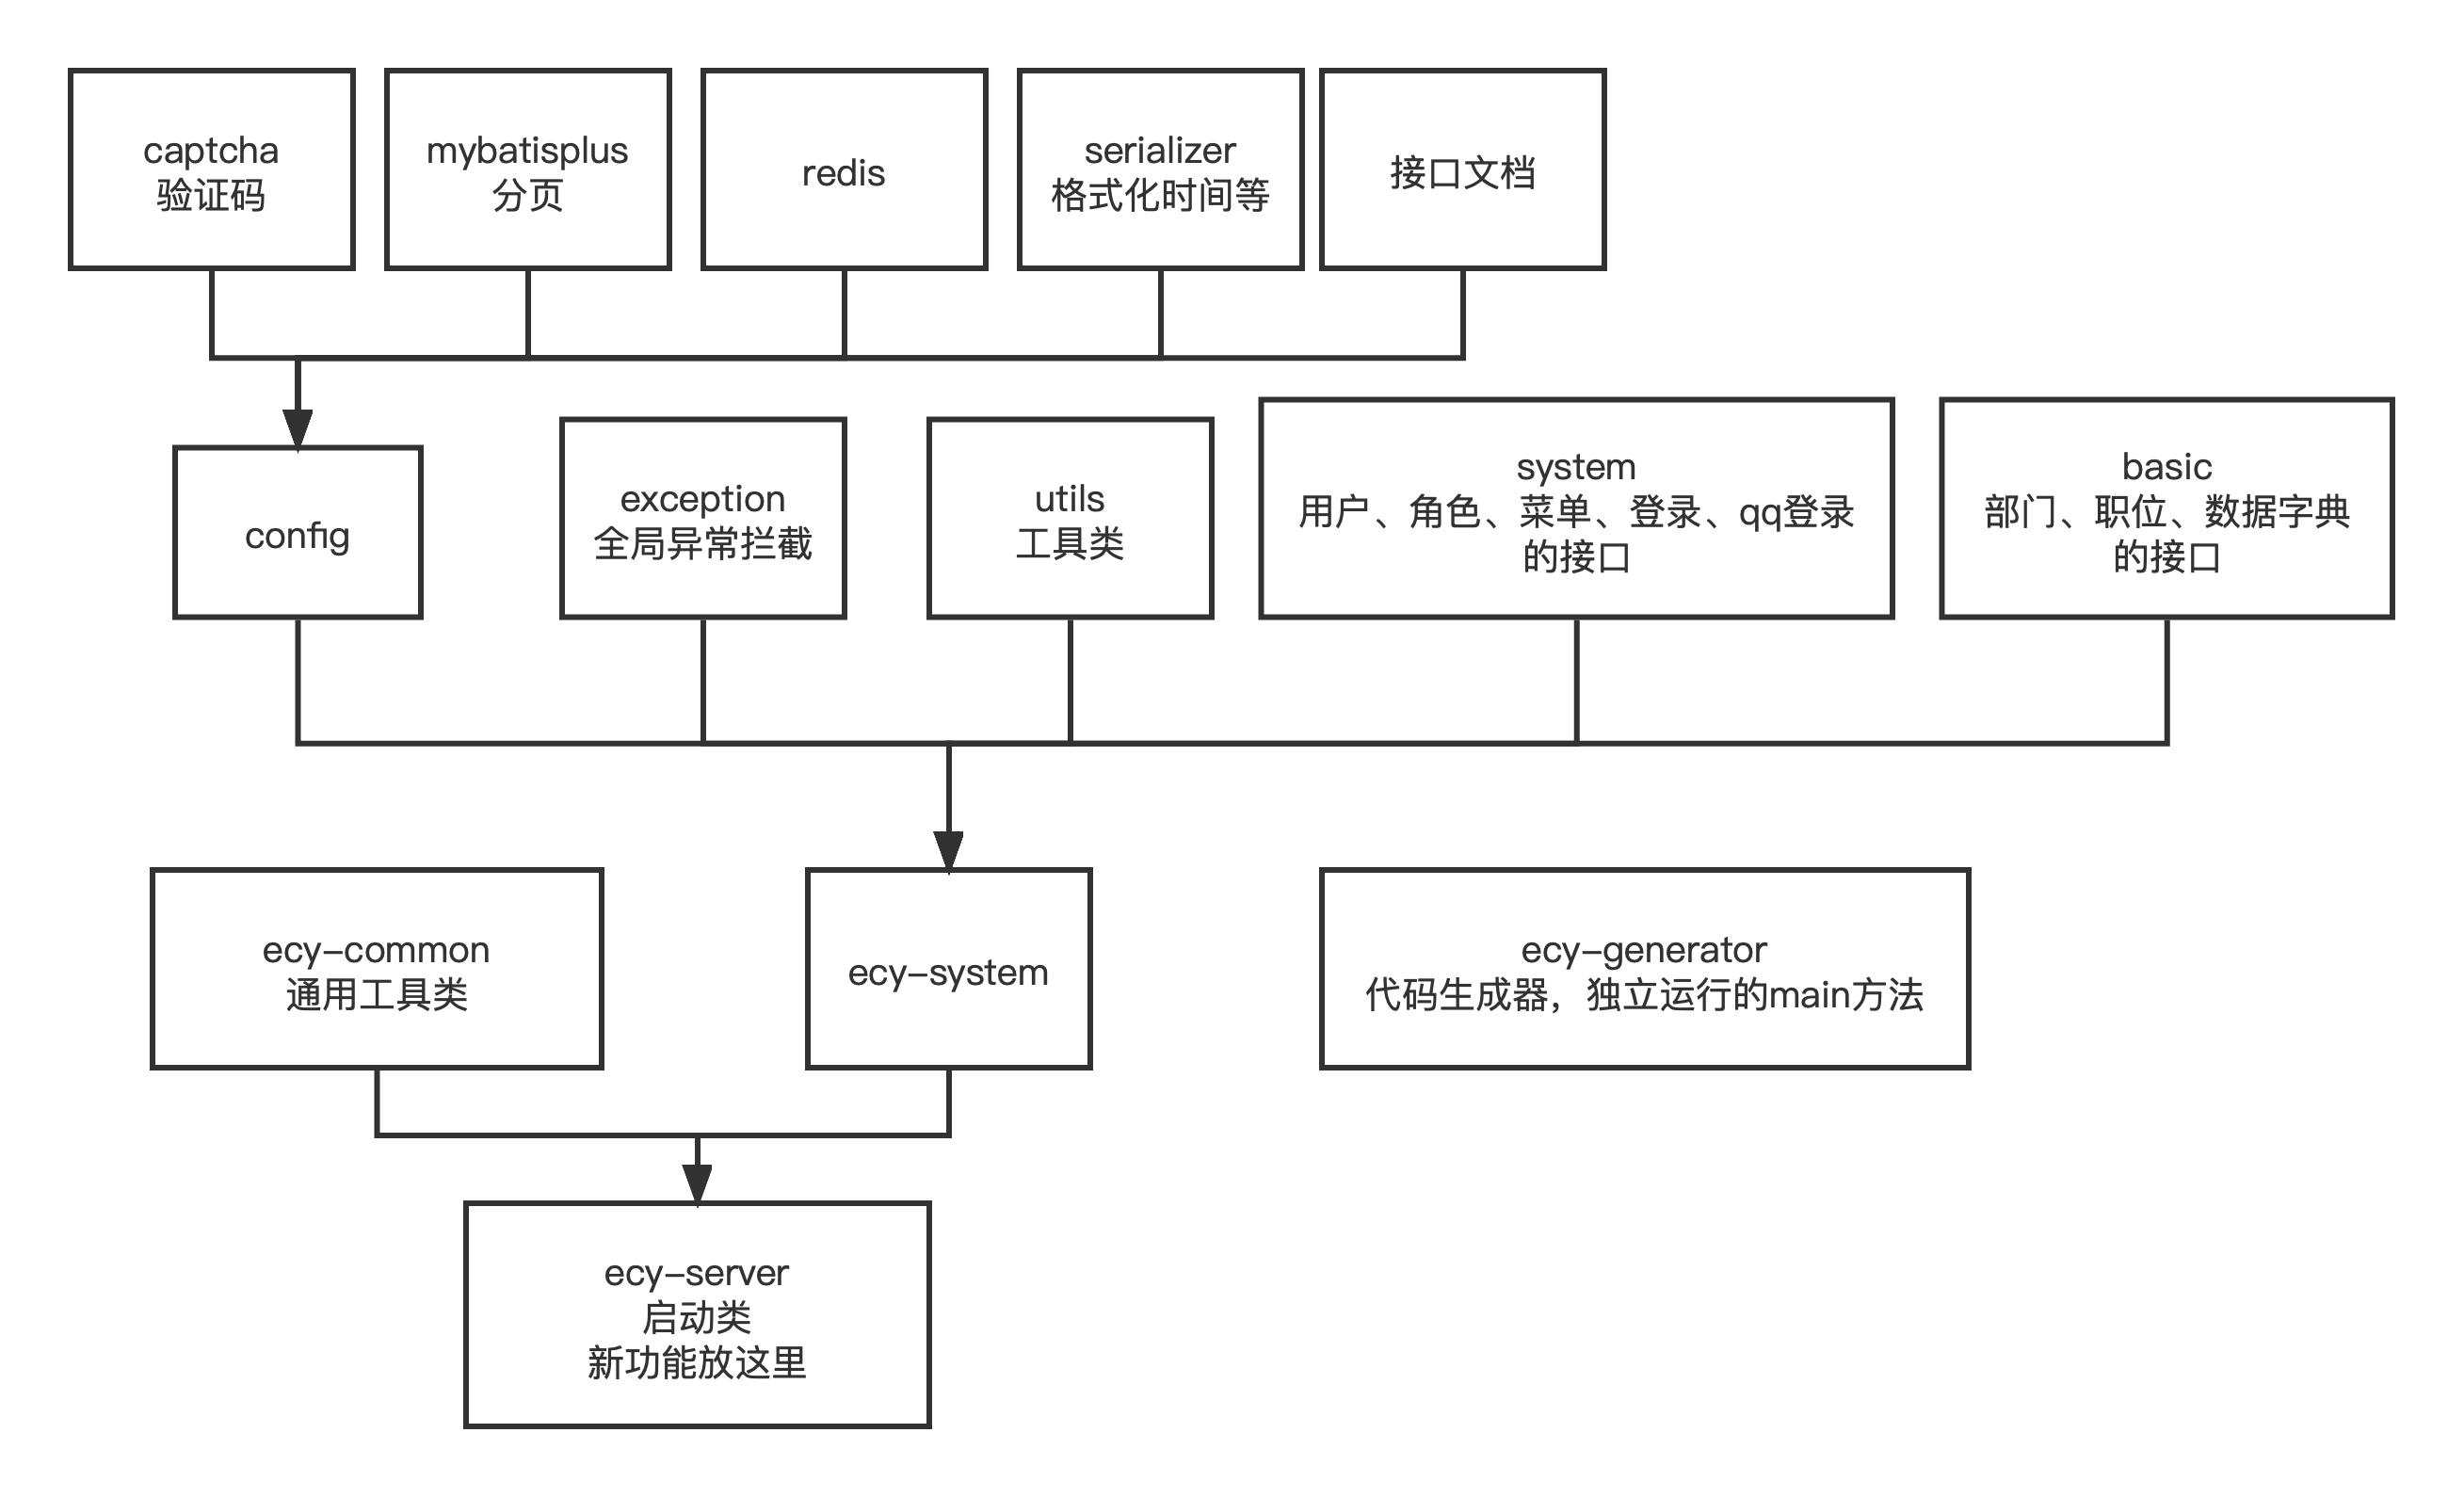 captcha
验证码
mybatisplus
分页
redis
serializer
格式化时间等
接口文档
config
exception
全局异常拦截
utils
工具类
system
用户、角色、菜单、登录、qq登录
的接口
basic
部门、职位、数据字典
的接口
ecy-common
通用工具类
ecy-system
ecy-generator
代码生成器，独立运行的main方法
ecy-server
启动类
新功能放这里